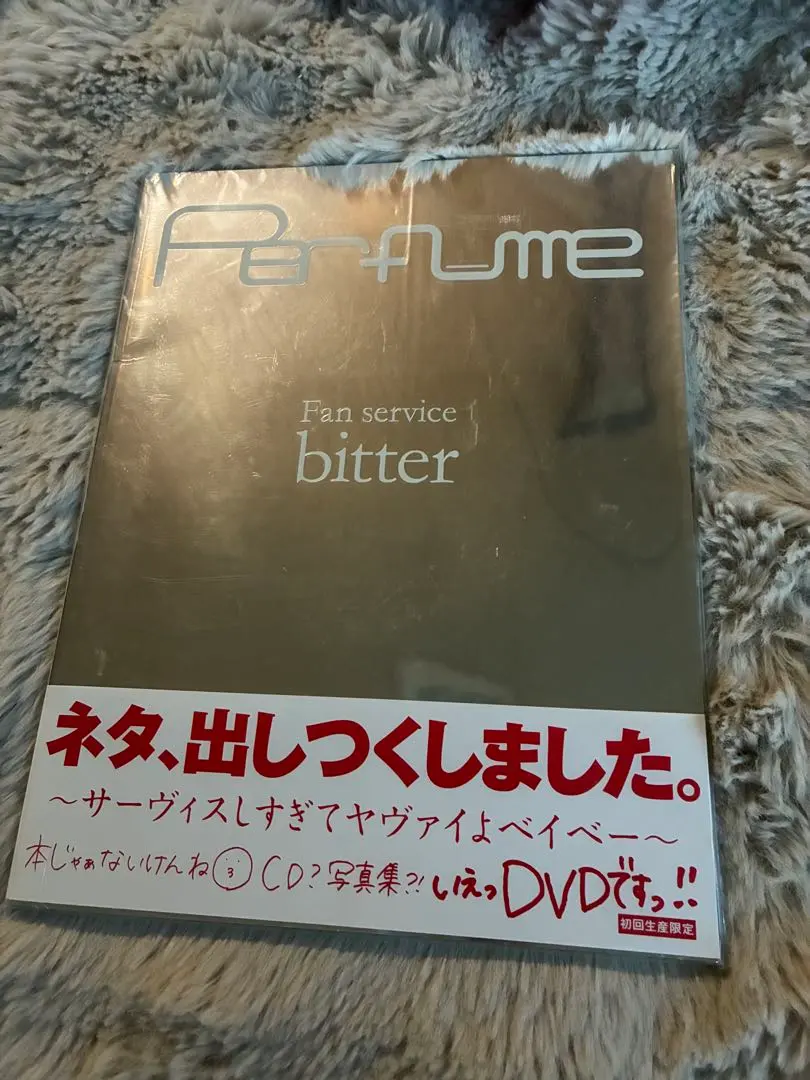 Perfume
Fan service
bitter
ネタ、出しつくしました。
〜サーヴィスしすぎてヤヴァイよベイベー〜
本じゃぁないけんね CD?写真集?! いえっDVDですっ!!
初回生産限定